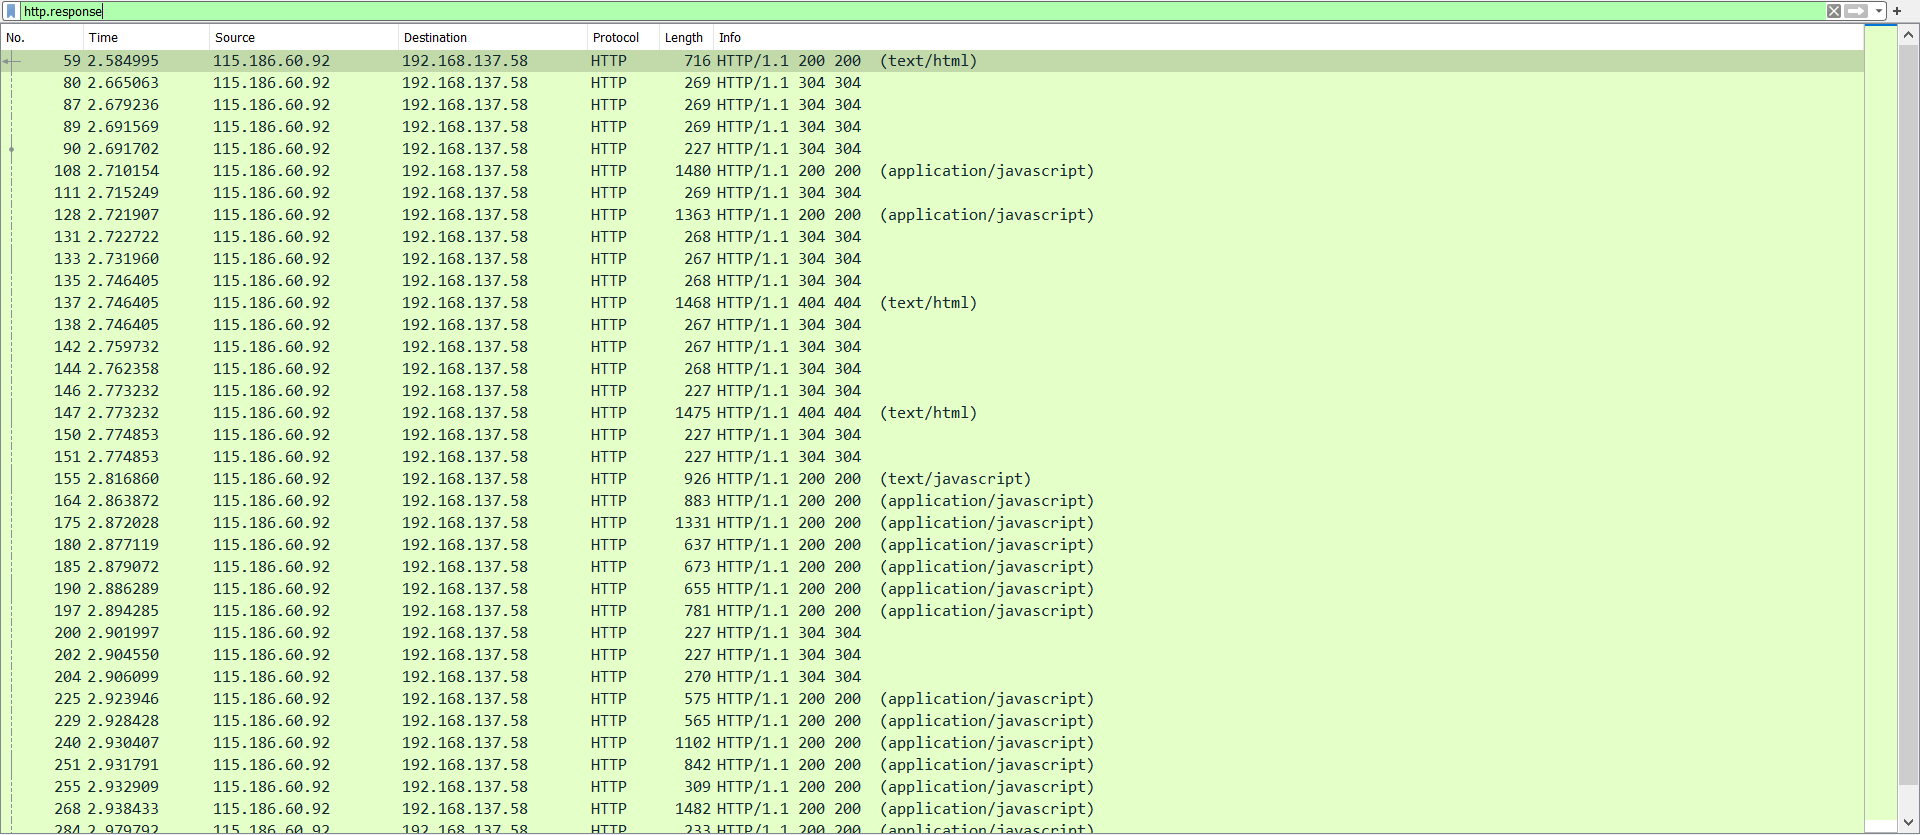 http.response
No. Time Source Destination Protocol Length Info
59 2.584995 115.186.60.92 192.168.137.58 HTTP 716 HTTP/1.1 200 200 (text/html)
80 2.665063 115.186.60.92 192.168.137.58 HTTP 269 HTTP/1.1 304 304
87 2.679236 115.186.60.92 192.168.137.58 HTTP 269 HTTP/1.1 304 304
89 2.691569 115.186.60.92 192.168.137.58 HTTP 269 HTTP/1.1 304 304
90 2.691702 115.186.60.92 192.168.137.58 HTTP 227 HTTP/1.1 304 304
108 2.710154 115.186.60.92 192.168.137.58 HTTP 1480 HTTP/1.1 200 200 (application/javascript)
111 2.715249 115.186.60.92 192.168.137.58 HTTP 269 HTTP/1.1 304 304
128 2.721907 115.186.60.92 192.168.137.58 HTTP 1363 HTTP/1.1 200 200 (application/javascript)
131 2.722722 115.186.60.92 192.168.137.58 HTTP 268 HTTP/1.1 304 304
133 2.731960 115.186.60.92 192.168.137.58 HTTP 267 HTTP/1.1 304 304
135 2.746405 115.186.60.92 192.168.137.58 HTTP 268 HTTP/1.1 304 304
137 2.746405 115.186.60.92 192.168.137.58 HTTP 1468 HTTP/1.1 404 404 (text/html)
138 2.746405 115.186.60.92 192.168.137.58 HTTP 267 HTTP/1.1 304 304
142 2.759732 115.186.60.92 192.168.137.58 HTTP 267 HTTP/1.1 304 304
144 2.762358 115.186.60.92 192.168.137.58 HTTP 268 HTTP/1.1 304 304
146 2.773232 115.186.60.92 192.168.137.58 HTTP 227 HTTP/1.1 304 304
147 2.773232 115.186.60.92 192.168.137.58 HTTP 1475 HTTP/1.1 404 404 (text/html)
150 2.774853 115.186.60.92 192.168.137.58 HTTP 227 HTTP/1.1 304 304
151 2.774853 115.186.60.92 192.168.137.58 HTTP 227 HTTP/1.1 304 304
155 2.816860 115.186.60.92 192.168.137.58 HTTP 926 HTTP/1.1 200 200 (text/javascript)
164 2.863872 115.186.60.92 192.168.137.58 HTTP 883 HTTP/1.1 200 200 (application/javascript)
175 2.872028 115.186.60.92 192.168.137.58 HTTP 1331 HTTP/1.1 200 200 (application/javascript)
180 2.877119 115.186.60.92 192.168.137.58 HTTP 637 HTTP/1.1 200 200 (application/javascript)
185 2.879072 115.186.60.92 192.168.137.58 HTTP 673 HTTP/1.1 200 200 (application/javascript)
190 2.886289 115.186.60.92 192.168.137.58 HTTP 655 HTTP/1.1 200 200 (application/javascript)
197 2.894285 115.186.60.92 192.168.137.58 HTTP 781 HTTP/1.1 200 200 (application/javascript)
200 2.901997 115.186.60.92 192.168.137.58 HTTP 227 HTTP/1.1 304 304
202 2.904550 115.186.60.92 192.168.137.58 HTTP 227 HTTP/1.1 304 304
204 2.906099 115.186.60.92 192.168.137.58 HTTP 270 HTTP/1.1 304 304
225 2.923946 115.186.60.92 192.168.137.58 HTTP 575 HTTP/1.1 200 200 (application/javascript)
229 2.928428 115.186.60.92 192.168.137.58 HTTP 565 HTTP/1.1 200 200 (application/javascript)
240 2.930407 115.186.60.92 192.168.137.58 HTTP 1102 HTTP/1.1 200 200 (application/javascript)
251 2.931791 115.186.60.92 192.168.137.58 HTTP 842 HTTP/1.1 200 200 (application/javascript)
255 2.932909 115.186.60.92 192.168.137.58 HTTP 309 HTTP/1.1 200 200 (application/javascript)
268 2.938433 115.186.60.92 192.168.137.58 HTTP 1482 HTTP/1.1 200 200 (application/javascript)
284 2.979792 115.186.60.92 192.168.137.58 HTTP 233 HTTP/1.1 200 200 (application/javascript)